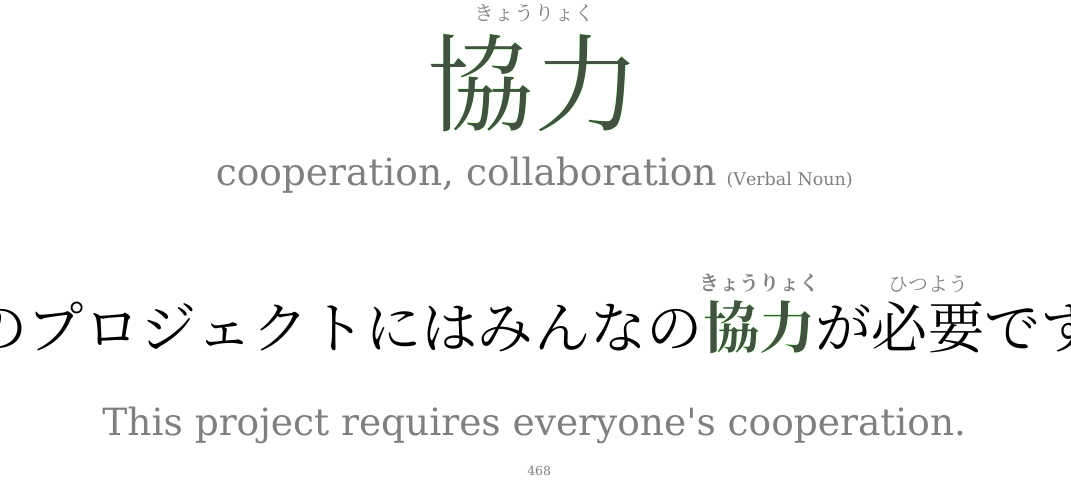 きょうりょく
協力
cooperation, collaboration (Verbal Noun)
きょうりょく ひつよう
のプロジェクトにはみんなの協力が必要です
This project requires everyone's cooperation.
468